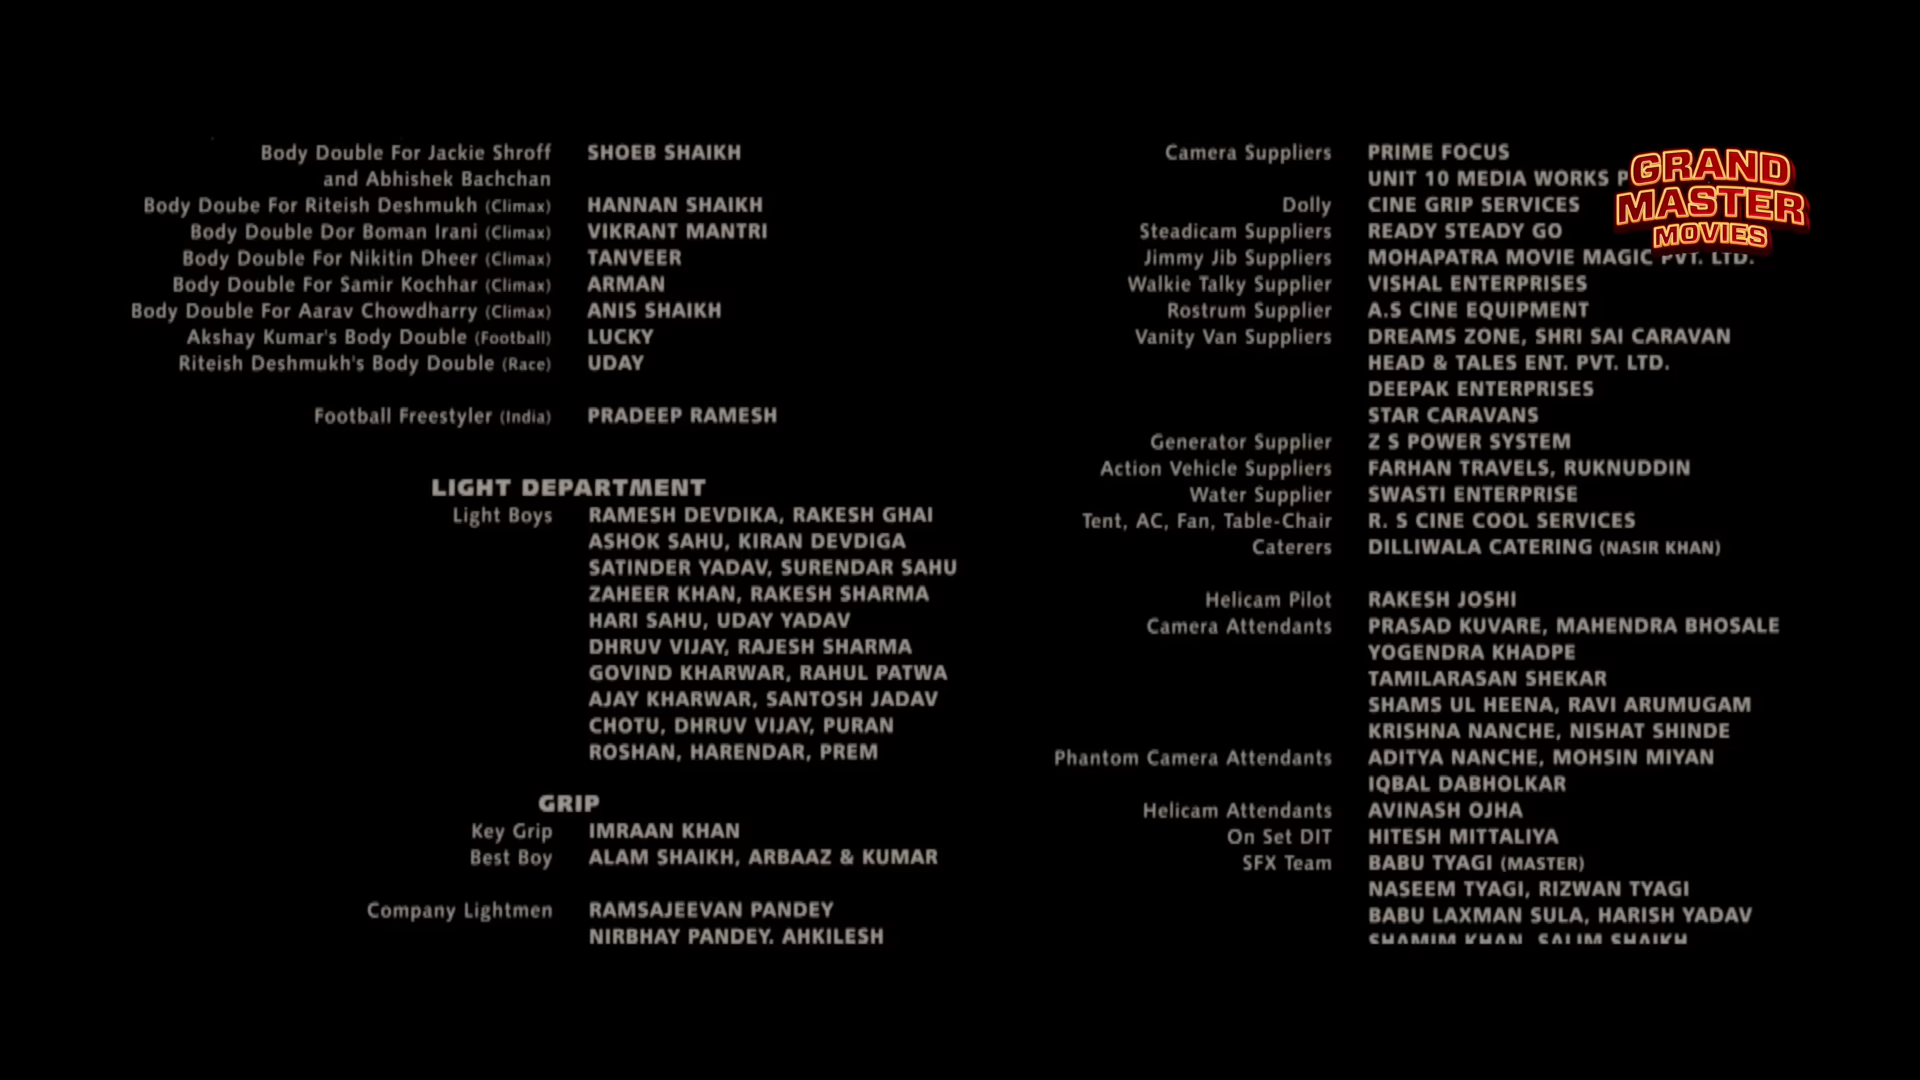 Body Double For Jackie Shroff SHOEB SHAIKH
and Abhishek Bachchan
Body Doube For Riteish Deshmukh (Climax) HANNAN SHAIKH
Body Double Dor Boman Irani (Climax) VIKRANT MANTRI
Body Double For Nikitin Dheer (Climax) TANVEER
Body Double For Samir Kochhar (Climax) ARMAN
Body Double For Aarav Chowdharry (Climax) ANIS SHAIKH
Akshay Kumar's Body Double (Football) LUCKY
Riteish Deshmukh's Body Double (Race) UDAY
Football Freestyler (India) PRADEEP RAMESH
LIGHT DEPARTMENT
Light Boys RAMESH DEVDIKA, RAKESH GHAI
ASHOK SAHU, KIRAN DEVDIGA
SATINDER YADAV, SURENDAR SAHU
ZAHEER KHAN, RAKESH SHARMA
HARI SAHU, UDAY YADAV
DHRUV VIJAY, RAJESH SHARMA
GOVIND KHARWAR, RAHUL PATWA
AJAY KHARWAR, SANTOSH JADAV
CHOTU, DHRUV VIJAY, PURAN
ROSHAN, HARENDAR, PREM
GRIP
Key Grip IMRAAN KHAN
Best Boy ALAM SHAIKH, ARBAAZ & KUMAR
Company Lightmen RAMSAJEEVAN PANDEY
NIRBHAY PANDEY. AHKILESH
Camera Suppliers PRIME FOCUS
UNIT 10 MEDIA WORKS
Dolly CINE GRIP SERVICES
Steadicam Suppliers READY STEADY GO
Jimmy Jib Suppliers MOHAPATRA MOVIE MAGIC PVT. LTD.
Walkie Talky Supplier VISHAL ENTERPRISES
Rostrum Supplier A.S CINE EQUIPMENT
Vanity Van Suppliers DREAMS ZONE, SHRI SAI CARAVAN
HEAD & TALES ENT. PVT. LTD.
DEEPAK ENTERPRISES
STAR CARAVANS
Generator Supplier Z S POWER SYSTEM
Action Vehicle Suppliers FARHAN TRAVELS, RUKNUDDIN
Water Supplier SWASTI ENTERPRISE
Tent, AC, Fan, Table-Chair R. S CINE COOL SERVICES
Caterers DILLIWALA CATERING (NASIR KHAN)
Helicam Pilot RAKESH JOSHI
Camera Attendants PRASAD KUVARE, MAHENDRA BHOSALE
YOGENDRA KHADPE
TAMILARASAN SHEKAR
SHAMS UL HEENA, RAVI ARUMUGAM
KRISHNA NANCHE, NISHAT SHINDE
Phantom Camera Attendants ADITYA NANCHE, MOHSIN MIYAN
IQBAL DABHOLKAR
Helicam Attendants AVINASH OJHA
On Set DIT HITESH MITTALIYA
SFX Team BABU TYAGI (MASTER)
NASEEM TYAGI, RIZWAN TYAGI
BABU LAXMAN SULA, HARISH YADAV
SHAMIM KHAN, SALIM SHAIKH
GRAND
MASTER
MOVIES